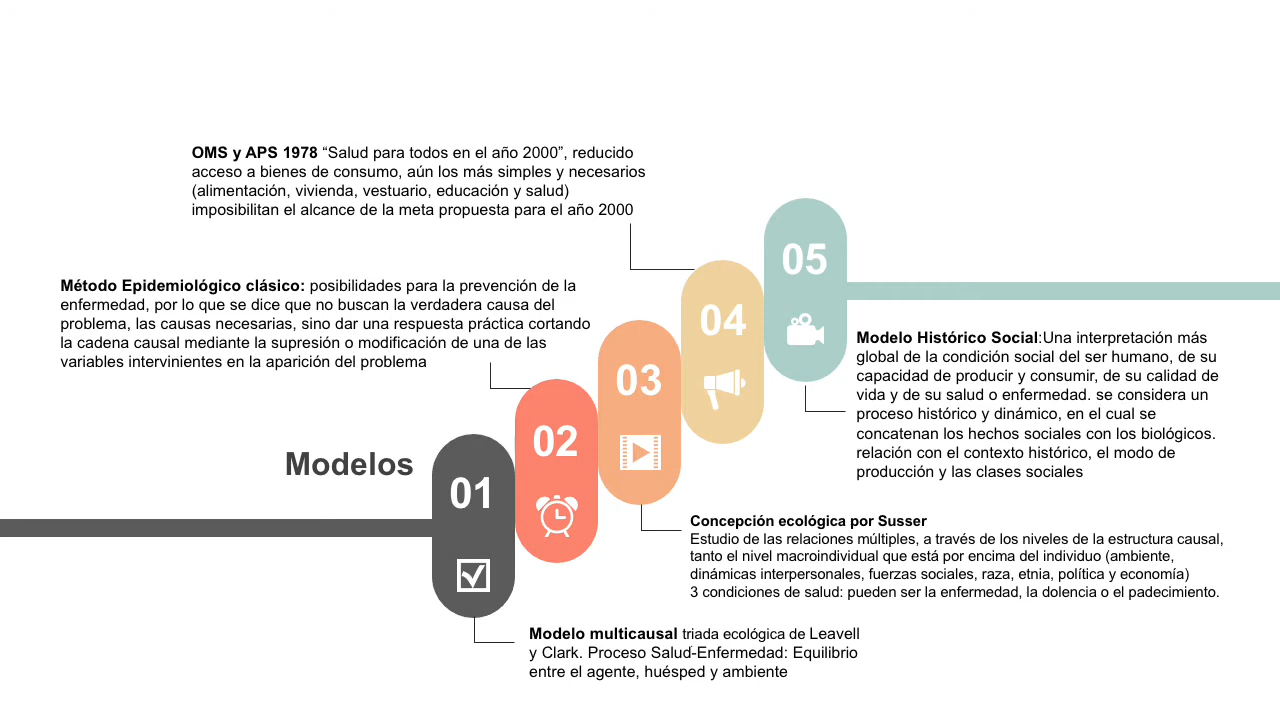 OMS y APS 1978 “Salud para todos en el año 2000”, reducido
acceso a bienes de consumo, aún los más simples y necesarios
(alimentación, vivienda, vestuario, educación y salud)
imposibilitan el alcance de la meta propuesta para el año 2000
Método Epidemiológico clásico: posibilidades para la prevención de la
enfermedad, por lo que se dice que no buscan la verdadera causa del
problema, las causas necesarias, sino dar una respuesta práctica cortando
la cadena causal mediante la supresión o modificación de una de las
variables intervinientes en la aparición del problema
Modelos
01
02
03
04
05
Modelo Histórico Social:Una interpretación más
global de la condición social del ser humano, de su
capacidad de producir y consumir, de su calidad de
vida y de su salud o enfermedad. se considera un
proceso histórico y dinámico, en el cual se
concatenan los hechos sociales con los biológicos.
relación con el contexto histórico, el modo de
producción y las clases sociales
Concepción ecológica por Susser
Estudio de las relaciones múltiples, a través de los niveles de la estructura causal,
tanto el nivel macroindividual que está por encima del individuo (ambiente,
dinámicas interpersonales, fuerzas sociales, raza, etnia, política y economía)
3 condiciones de salud: pueden ser la enfermedad, la dolencia o el padecimiento.
Modelo multicausal triada ecológica de Leavell
y Clark. Proceso Salud-Enfermedad: Equilibrio
entre el agente, huésped y ambiente